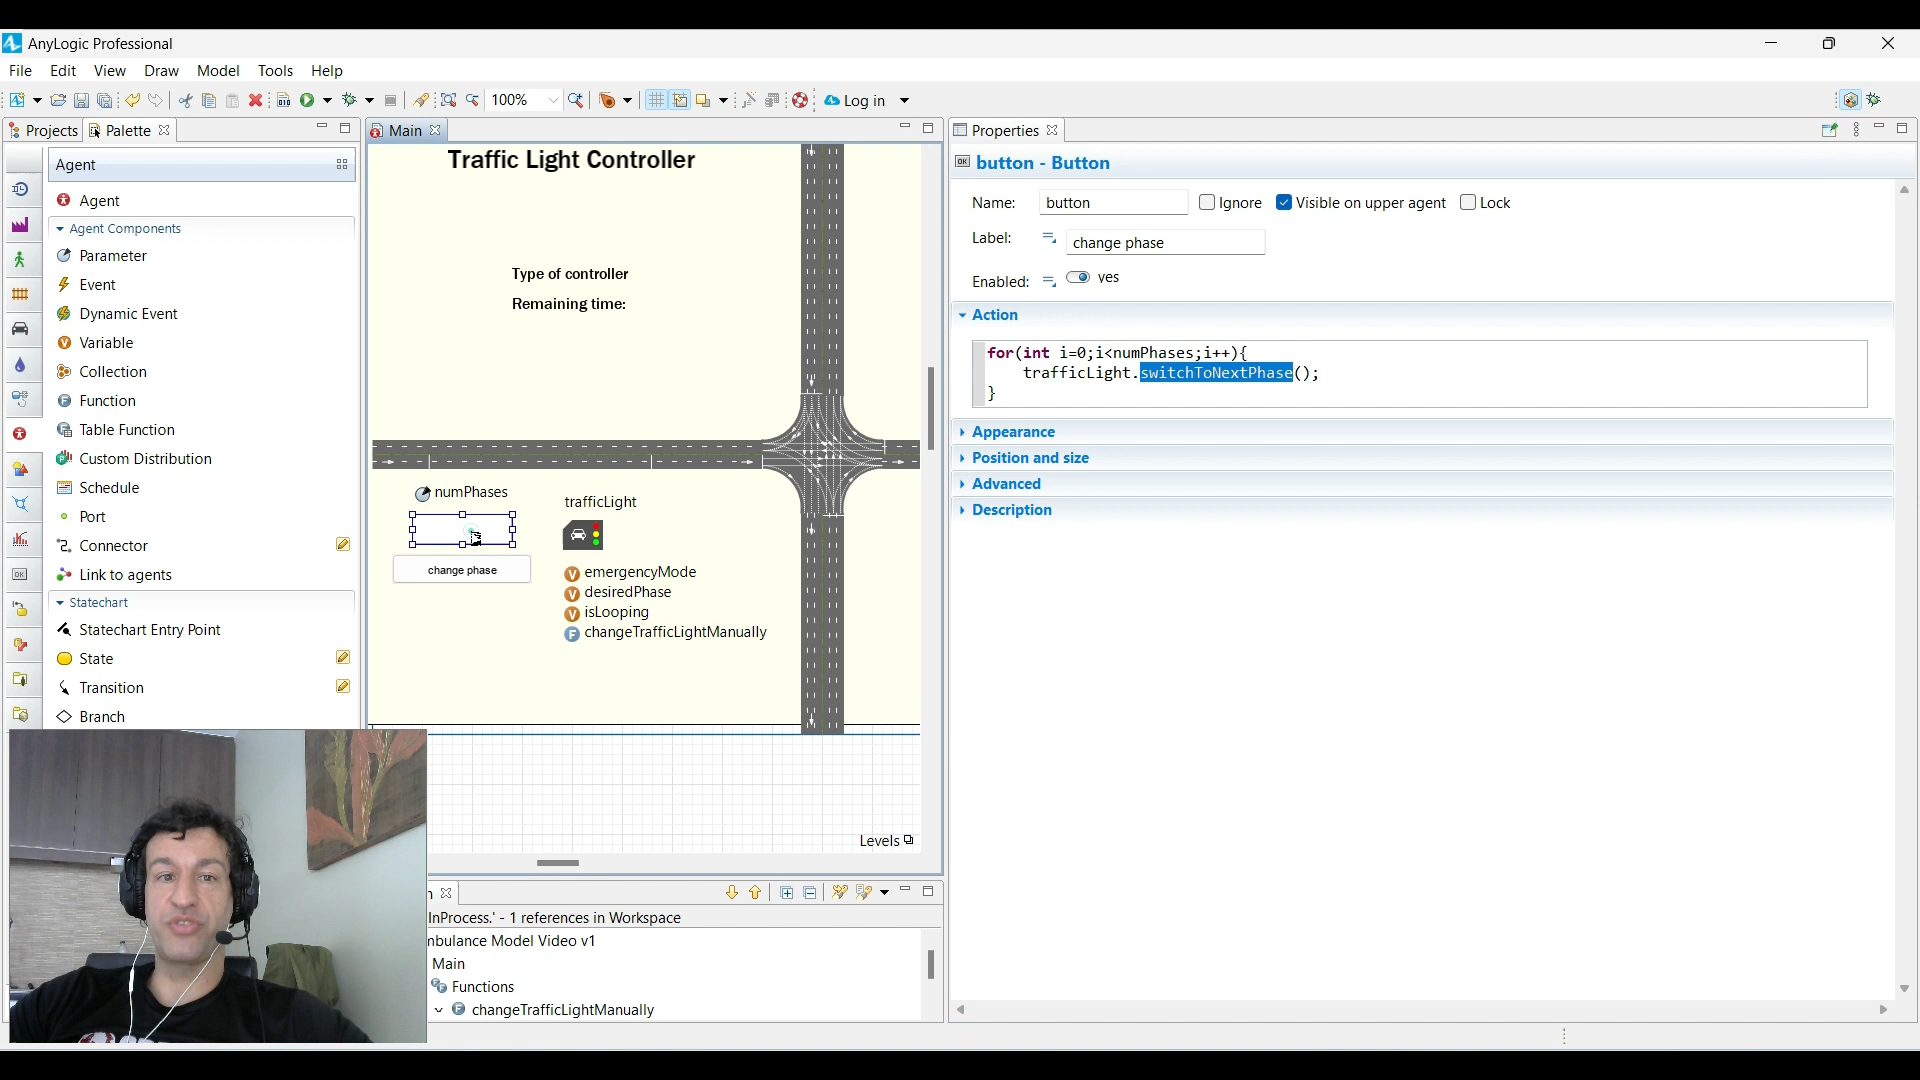 AnyLogic Professional
File Edit View Draw Model Tools Help
100% Log in
Projects Palette Main Properties
Agent
Agent
Agent Components
Parameter
Event
Dynamic Event
Variable
Collection
Function
Table Function
Custom Distribution
Schedule
Port
Connector
Link to agents
Statechart
Statechart Entry Point
State
Transition
Branch
Traffic Light Controller
Type of controller
Remaining time:
numPhases
change phase
trafficLight
emergencyMode
desiredPhase
isLooping
changeTrafficLightManually
Levels
InProcess.' - 1 references in Workspace
mbulance Model Video v1
Main
Functions
changeTrafficLightManually
button - Button
Name: button Ignore Visible on upper agent Lock
Label: change phase
Enabled: yes
Action
for(int i=0;i<numPhases;i++){
trafficLight.switchToNextPhase();
}
Appearance
Position and size
Advanced
Description